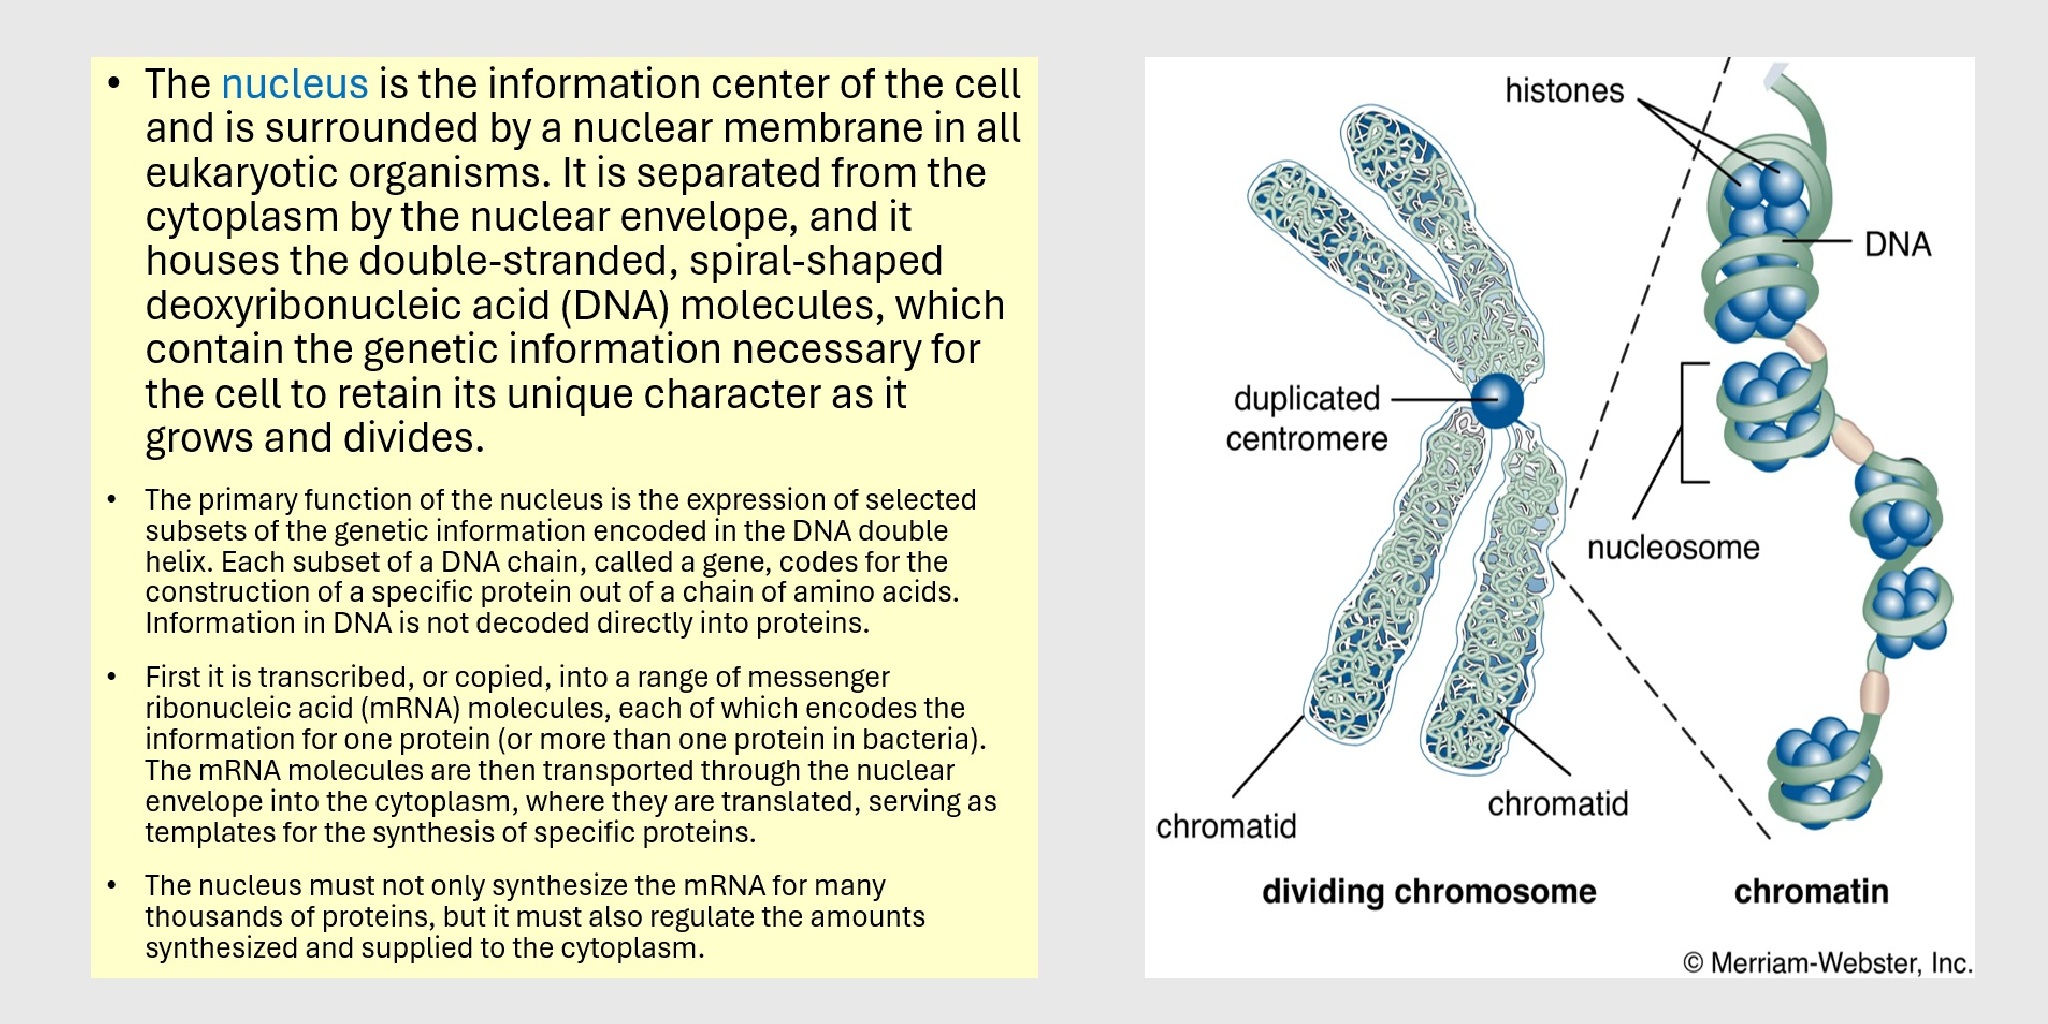 • The nucleus is the information center of the cell
and is surrounded by a nuclear membrane in all
eukaryotic organisms. It is separated from the
cytoplasm by the nuclear envelope, and it
houses the double-stranded, spiral-shaped
deoxyribonucleic acid (DNA) molecules, which
contain the genetic information necessary for
the cell to retain its unique character as it
grows and divides.
• The primary function of the nucleus is the expression of selected
subsets of the genetic information encoded in the DNA double
helix. Each subset of a DNA chain, called a gene, codes for the
construction of a specific protein out of a chain of amino acids.
Information in DNA is not decoded directly into proteins.
• First it is transcribed, or copied, into a range of messenger
ribonucleic acid (mRNA) molecules, each of which encodes the
information for one protein (or more than one protein in bacteria).
The mRNA molecules are then transported through the nuclear
envelope into the cytoplasm, where they are translated, serving as
templates for the synthesis of specific proteins.
• The nucleus must not only synthesize the mRNA for many
thousands of proteins, but it must also regulate the amounts
synthesized and supplied to the cytoplasm.
histones
DNA
duplicated
centromere
nucleosome
chromatid
chromatid
dividing chromosome
chromatin
© Merriam-Webster, Inc.